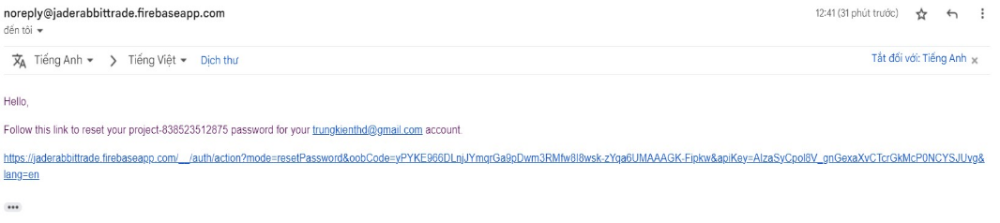 noreply@jaderabbittrade.firebaseapp.com
12:41 (31 phút trước)
đến tôi
Tiếng Anh > Tiếng Việt Dịch thư
Tắt đối với: Tiếng Anh ×
Hello,
Follow this link to reset your project-838523512875 password for your trungkienthd@gmail.com account.
https://jaderabbittrade.firebaseapp.com/__/auth/action?mode=resetPassword&oobCode=yPYKE966DLnjJYmqrGa9pDwm3RMfw8I8wsk-zYqa6UMAAAGK-Fipkw&apiKey=AIzaSyCpol8V_gnGexaXvCTcrGkMcP0NCYSJUvg&
lang=en